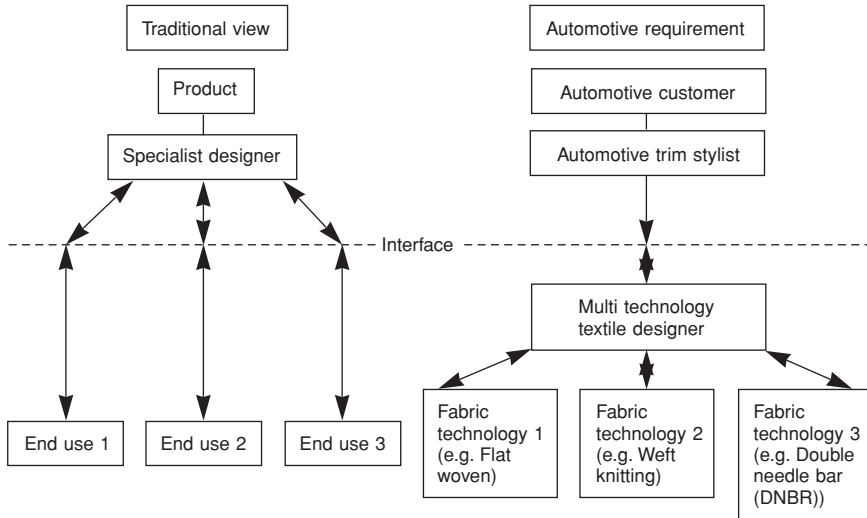 Traditional view
Product
Specialist designer
Automotive requirement
Automotive customer
Automotive trim stylist
Interface
Multi technology
textile designer
End use 1
End use 2
End use 3
Fabric
technology 1
(e.g. Flat
woven)
Fabric
technology 2
(e.g. Weft
knitting)
Fabric
technology 3
(e.g. Double
needle bar
(DNBR))